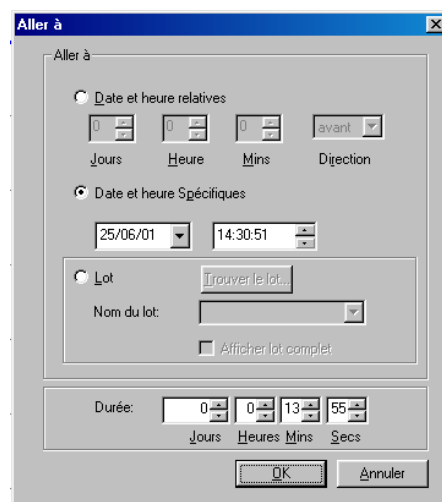 Aller à
Aller à
Date et heure relatives
0 0 0 avant
Jours Heure Mins Direction
Date et heure Spécifiques
25/06/01 14:30:51
Lot Trouver le lot...
Nom du lot:
Afficher lot complet
Durée: 0 0 13 55
Jours Heures Mins Secs
OK Annuler